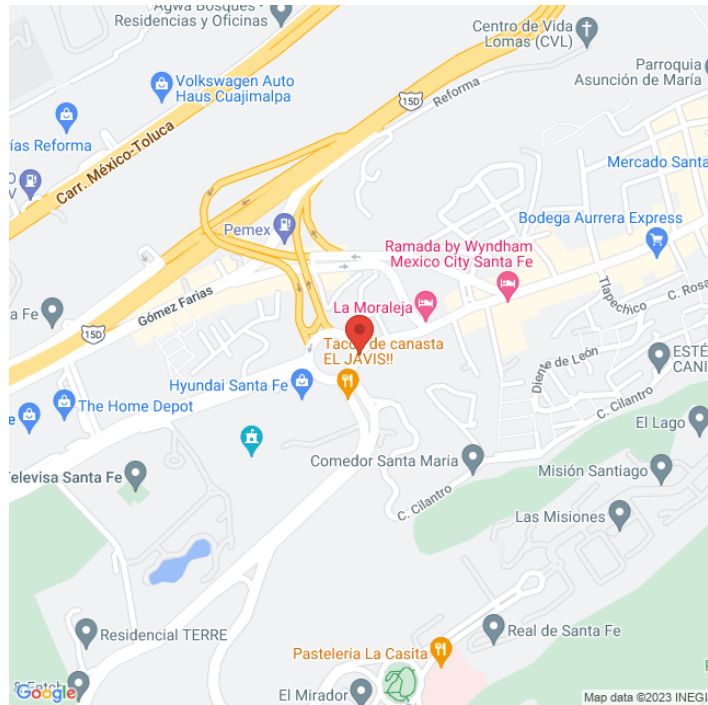 Agwa Bosques -
Residencias y Oficinas
Centro de Vida
Lomas (CVL)
Parroquia
Asunción de María
Volkswagen Auto
Haus Cuajimalpa
15D
Reforma
ías Reforma
Carr. México-Toluca
Mercado Santa
O
V
Pemex
Bodega Aurrera Express
Ramada by Wyndham
Mexico City Santa Fe
Tlapechico
C. Rosa
a Fe
Gómez Farias
La Moraleja
15D
Tacos de canasta
EL JAVIS!!
Diente de León
ESTÉ
CANI
Hyundai Santa Fe
The Home Depot
e
C. Cilantro
El Lago
Televisa Santa Fe
Comedor Santa Maria
Misión Santiago
C. Cilantro
Las Misiones
Residencial TERRE
Real de Santa Fe
Pastelería La Casita
El Mirador
Google
Map data ©2023 INEGI